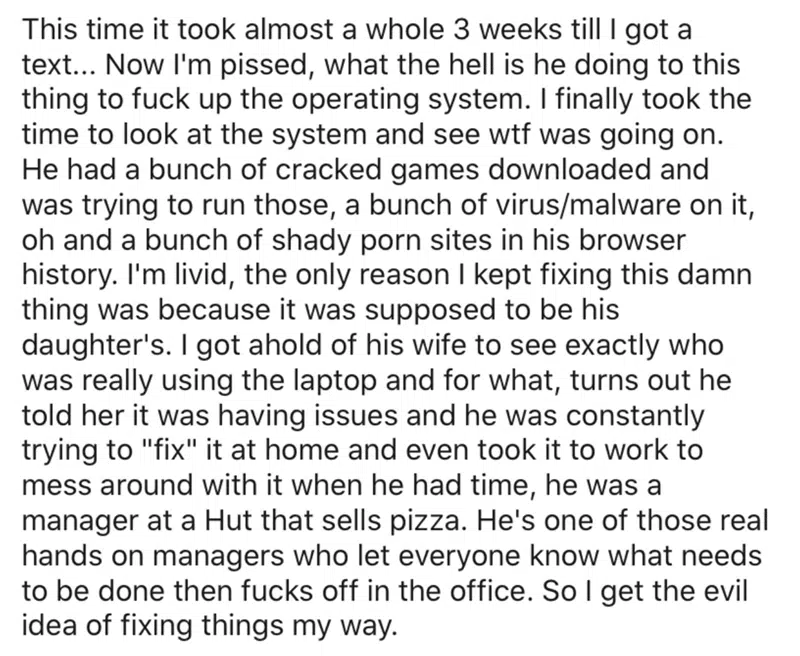 This time it took almost a whole 3 weeks till I got a
text... Now I'm pissed, what the hell is he doing to this
thing to fuck up the operating system. I finally took the
time to look at the system and see wtf was going on.
He had a bunch of cracked games downloaded and
was trying to run those, a bunch of virus/malware on it,
oh and a bunch of shady porn sites in his browser
history. I'm livid, the only reason I kept fixing this damn
thing was because it was supposed to be his
daughter's. I got ahold of his wife to see exactly who
was really using the laptop and for what, turns out he
told her it was having issues and he was constantly
trying to "fix" it at home and even took it to work to
mess around with it when he had time, he was a
manager at a Hut that sells pizza. He's one of those real
hands on managers who let everyone know what needs
to be done then fucks off in the office. So I get the evil
idea of fixing things my way.